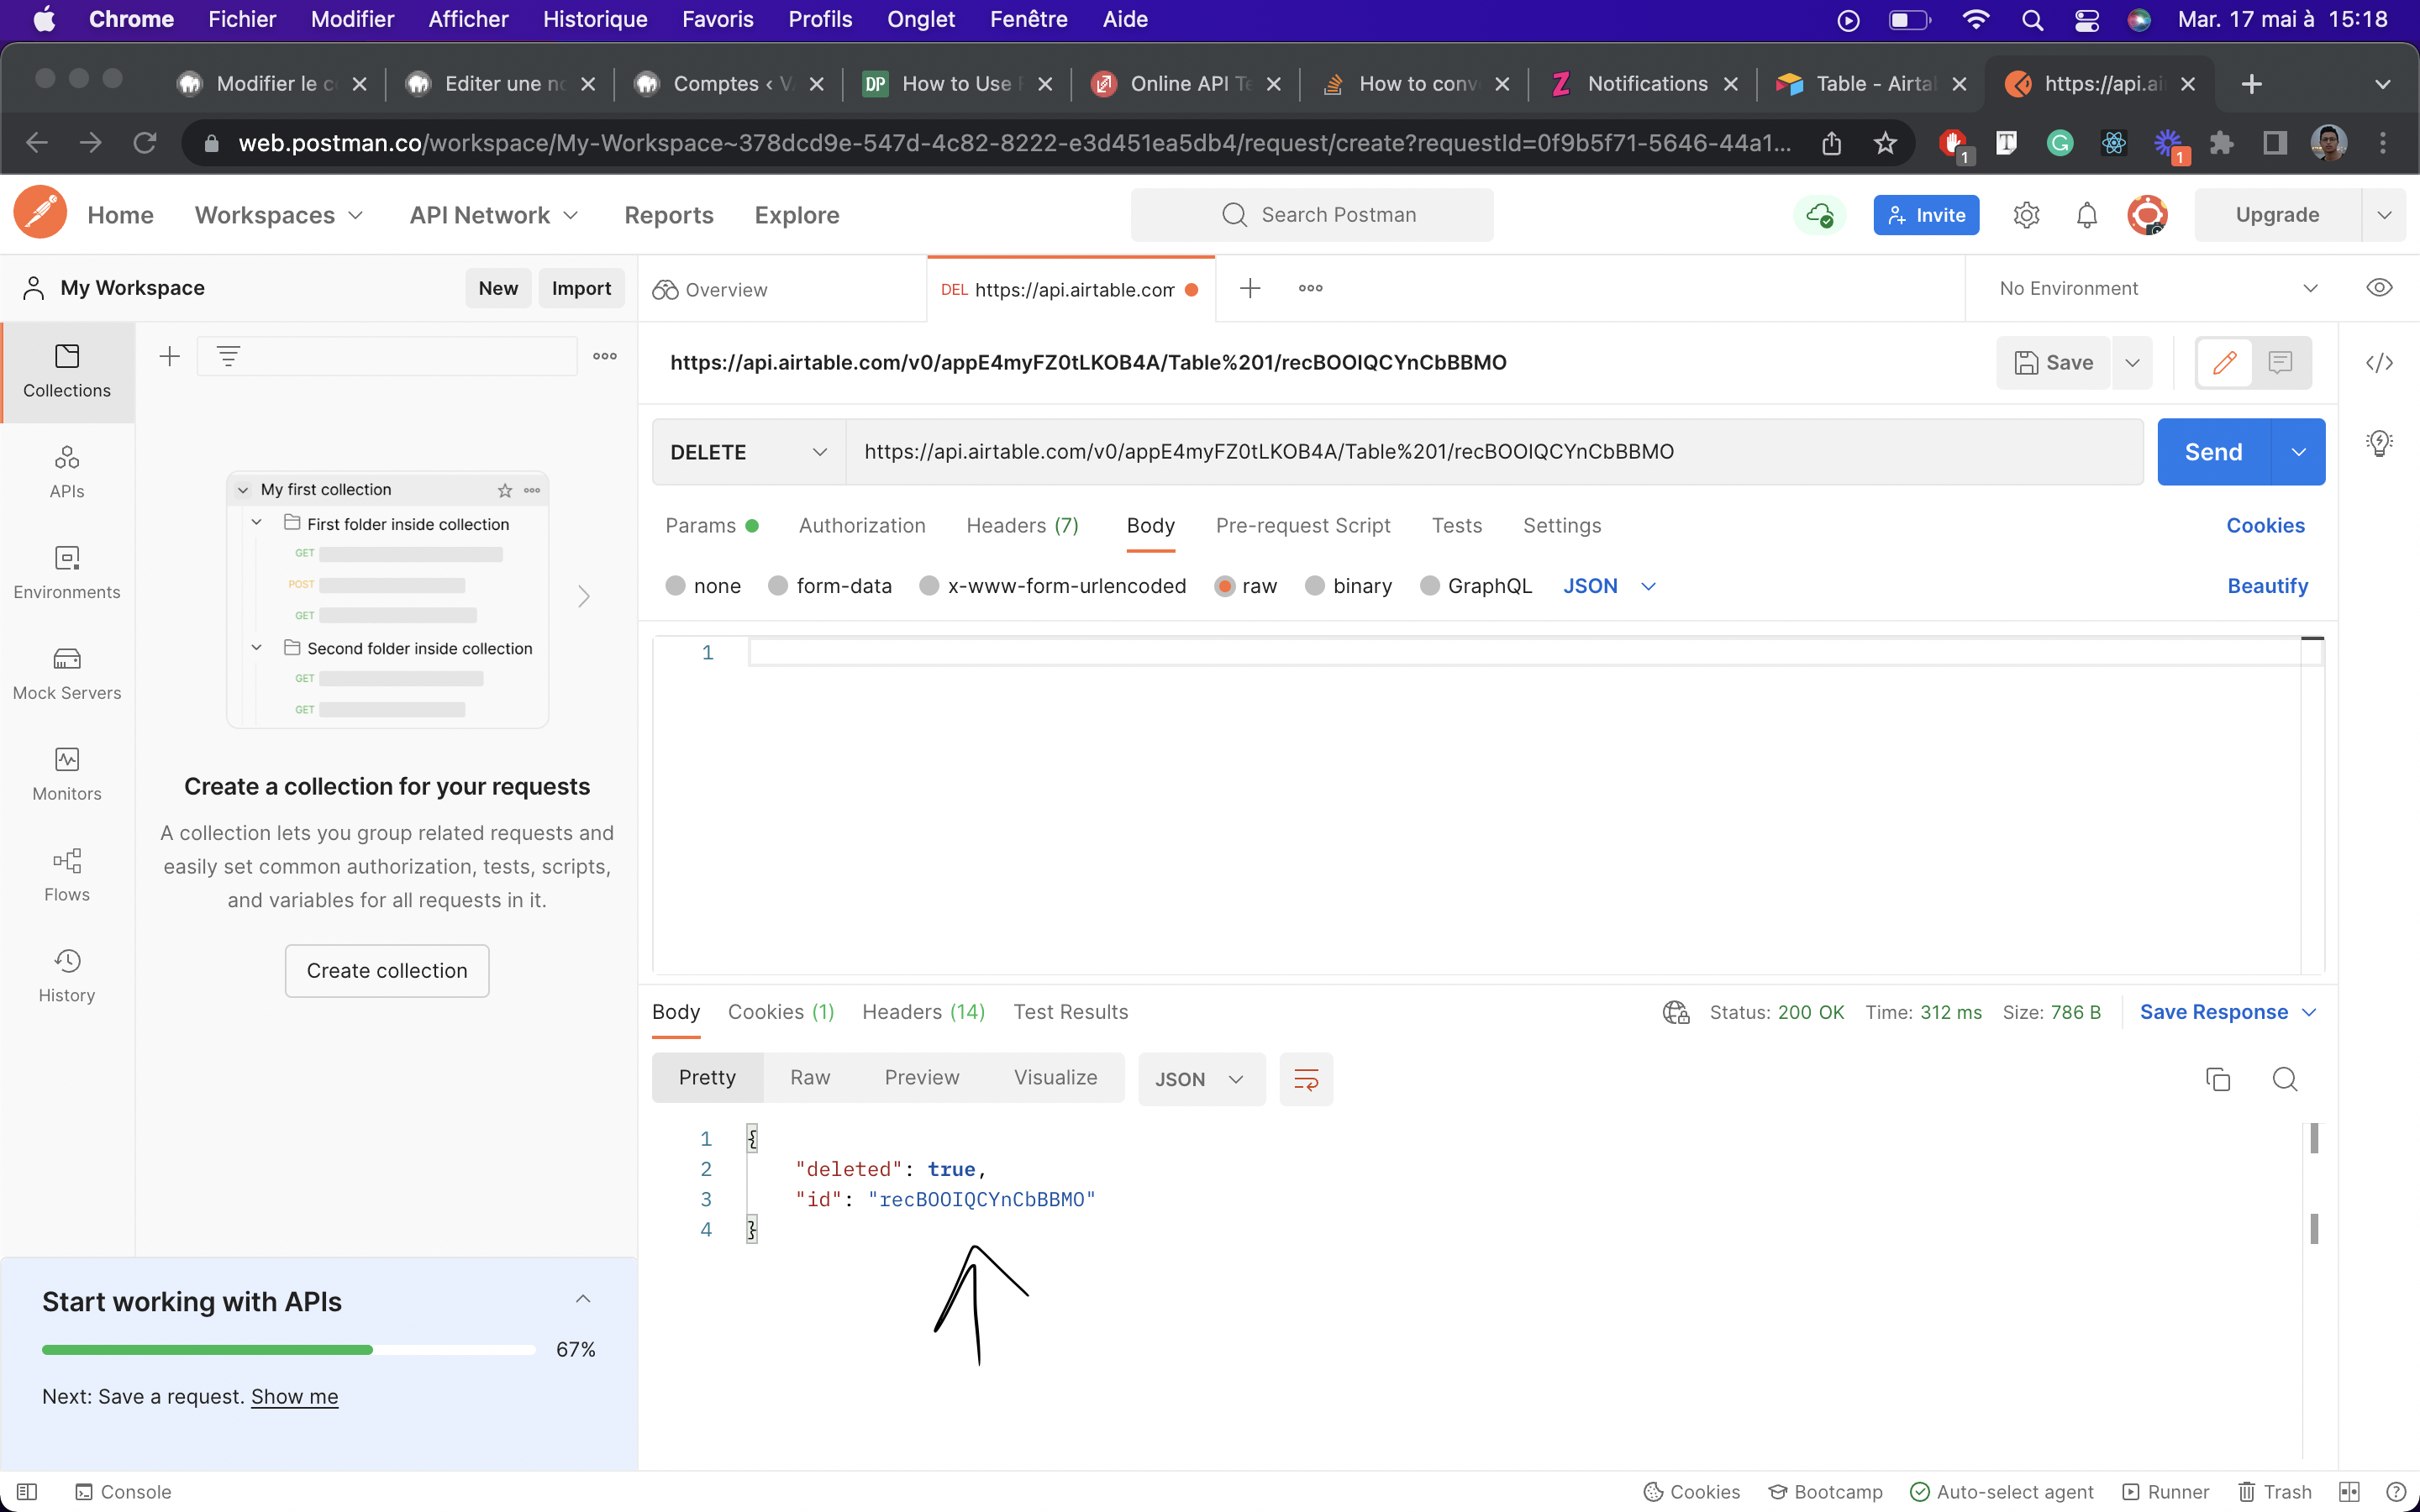 Chrome Fichier Modifier Afficher Historique Favoris Profils Onglet Fenêtre Aide Mar. 17 mai à 15:18
Modifier le c Editer une no Comptes ‹ V How to Use Online API Te How to conv Notifications Table - Airta https://api.ai
web.postman.co/workspace/My-Workspace~378dcd9e-547d-4c82-8222-e3d451ea5db4/request/create?requestId=0f9b5f71-5646-44a1... 1 1
Home Workspaces API Network Reports Explore Search Postman Invite Upgrade
My Workspace New Import Overview DEL https://api.airtable.com No Environment
Collections
APIs
Environments
Mock Servers
Monitors
Flows
History
My first collection
First folder inside collection
GET
POST
GET
Second folder inside collection
GET
GET
Create a collection for your requests
A collection lets you group related requests and
easily set common authorization, tests, scripts,
and variables for all requests in it.
Create collection
Start working with APIs
67%
Next: Save a request. Show me
https://api.airtable.com/v0/appE4myFZ0tLKOB4A/Table%201/recBOOIQCYnCbBBMO Save
DELETE https://api.airtable.com/v0/appE4myFZ0tLKOB4A/Table%201/recBOOIQCYnCbBBMO Send
Params Authorization Headers (7) Body Pre-request Script Tests Settings Cookies
none form-data x-www-form-urlencoded raw binary GraphQL JSON Beautify
1
Body Cookies (1) Headers (14) Test Results Status: 200 OK Time: 312 ms Size: 786 B Save Response
Pretty Raw Preview Visualize JSON
1 {
2 "deleted": true,
3 "id": "recBOOIQCYnCbBBMO"
4 }
Console Cookies Bootcamp Auto-select agent Runner Trash